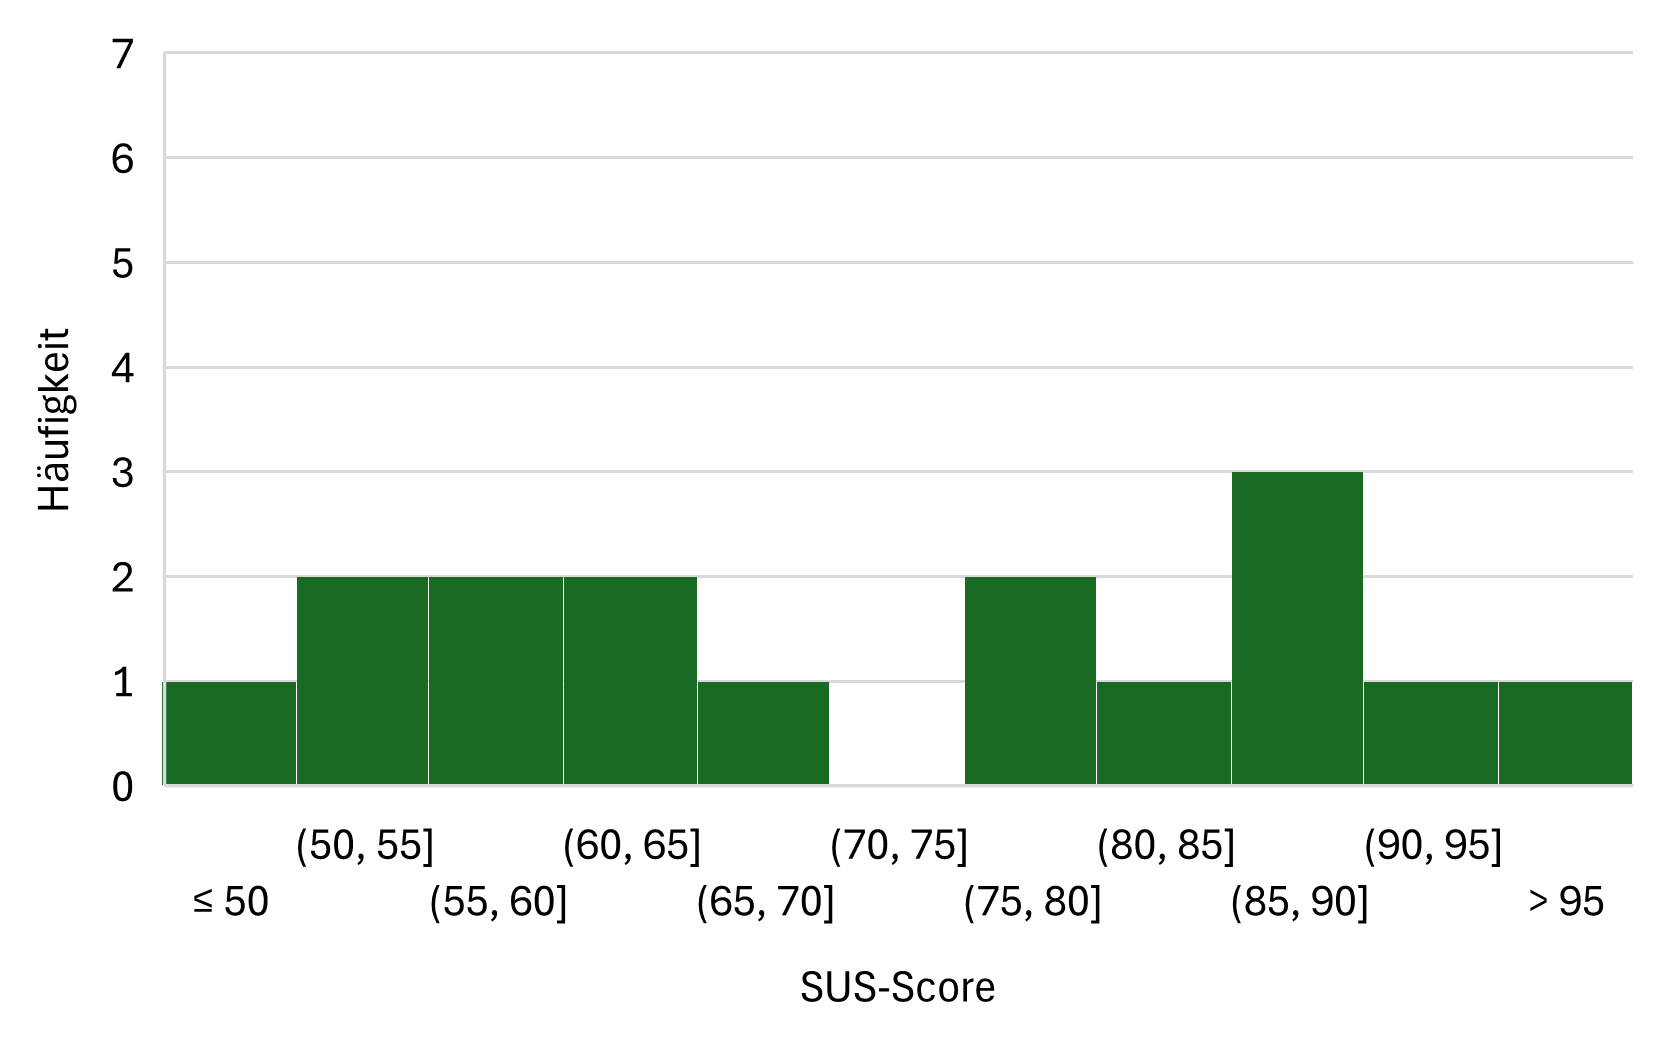 7
6
5
4
3
2
1
0
Häufigkeit
(50, 55] (60, 65] (70, 75] (80, 85] (90, 95]
≤ 50 (55, 60] (65, 70] (75, 80] (85, 90] > 95
SUS-Score